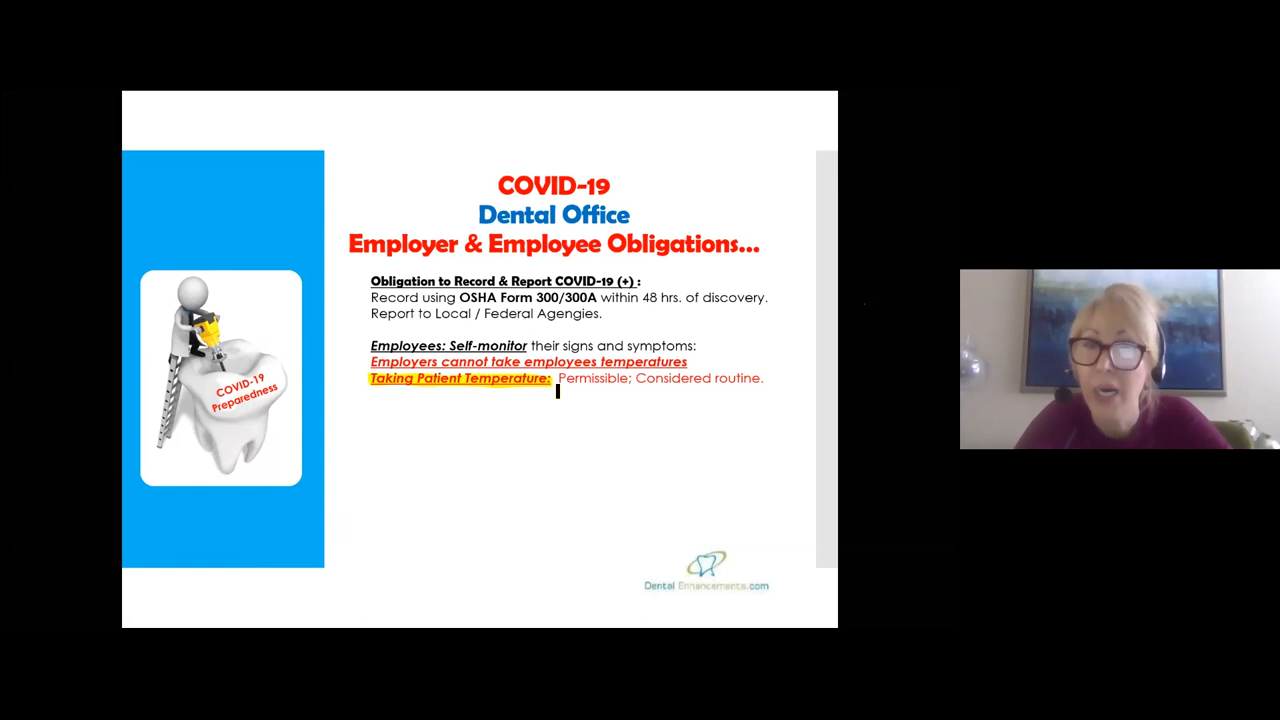 COVID-19
Dental Office
Employer & Employee Obligations...
Obligation to Record & Report COVID-19 (+) :
Record using OSHA Form 300/300A within 48 hrs. of discovery.
Report to Local / Federal Agencies.
Employees: Self-monitor their signs and symptoms:
Employers cannot take employees temperatures
Taking Patient Temperature: Permissible; Considered routine.
COVID-19
Preparedness
Dental Enhancements.com